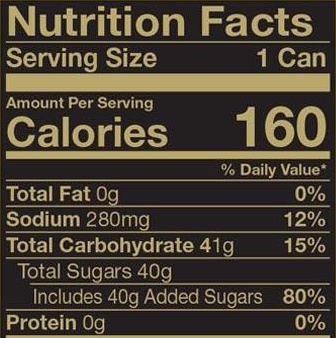 Nutrition Facts
Serving Size 1 Can
Amount Per Serving
Calories 160
% Daily Value*
Total Fat 0g 0%
Sodium 280mg 12%
Total Carbohydrate 41g 15%
Total Sugars 40g
Includes 40g Added Sugars 80%
Protein 0g 0%